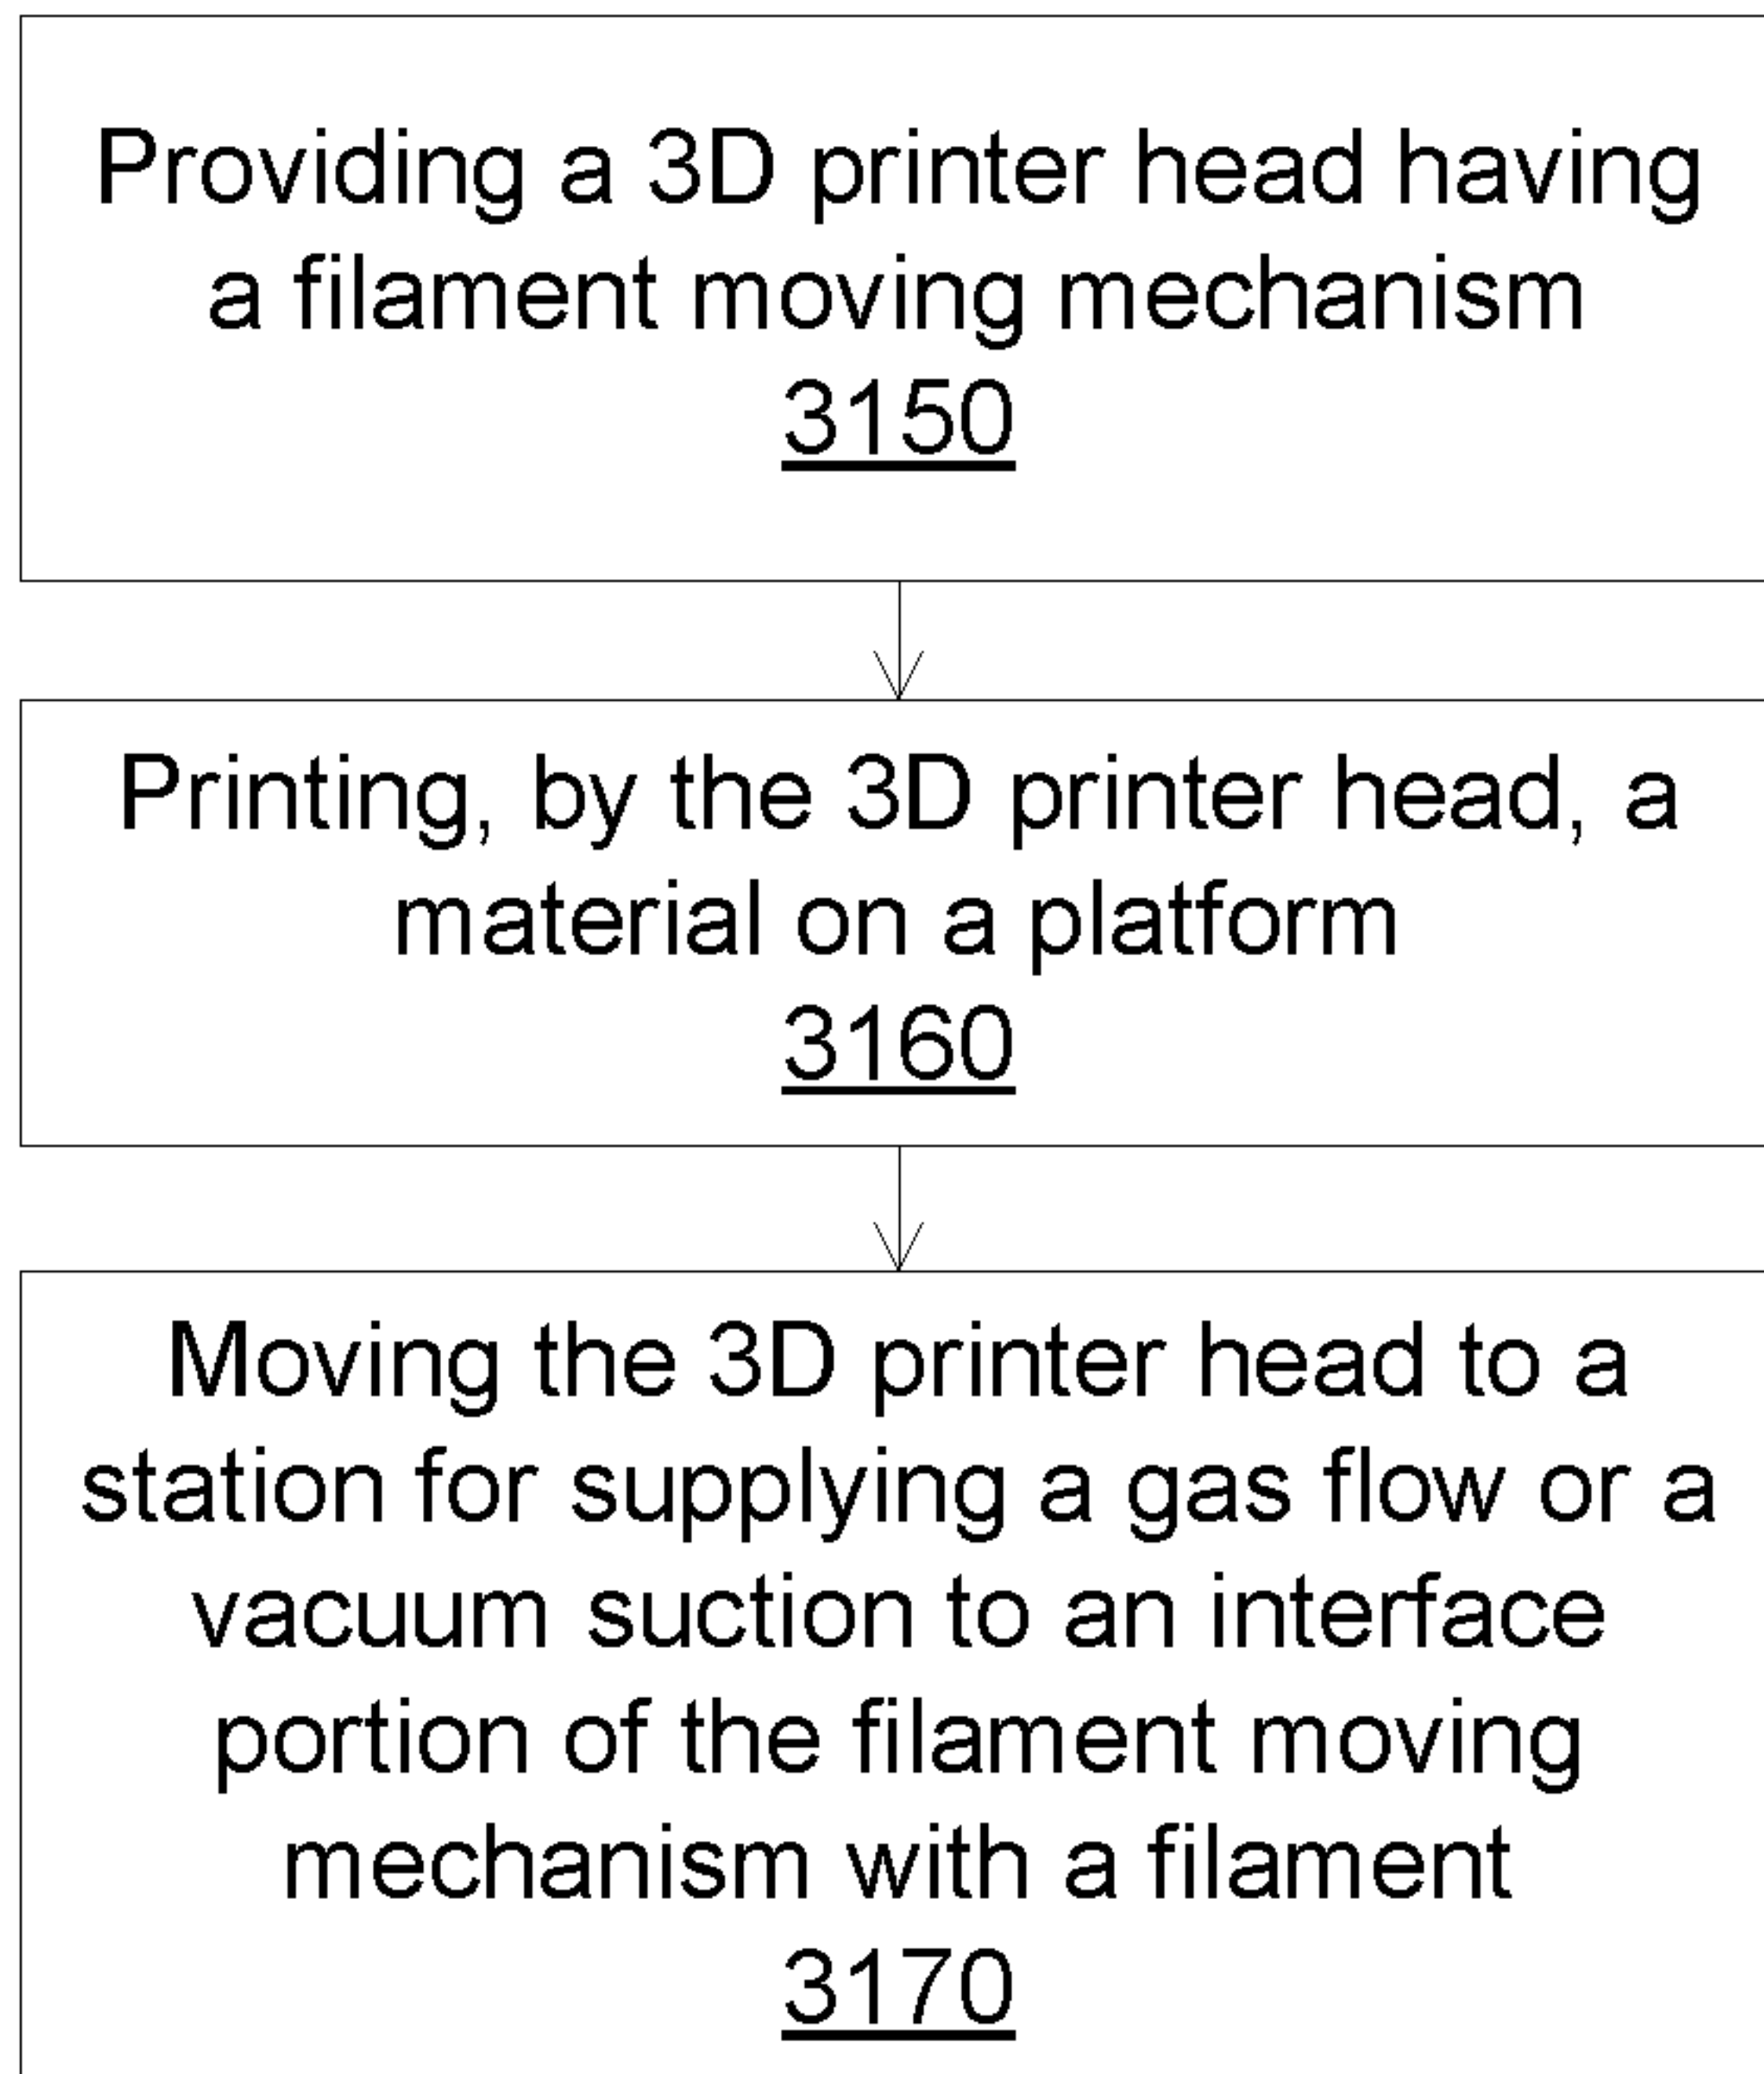 Providing a 3D printer head having
a filament moving mechanism
3150
Printing, by the 3D printer head, a
material on a platform
3160
Moving the 3D printer head to a
station for supplying a gas flow or a
vacuum suction to an interface
portion of the filament moving
mechanism with a filament
3170